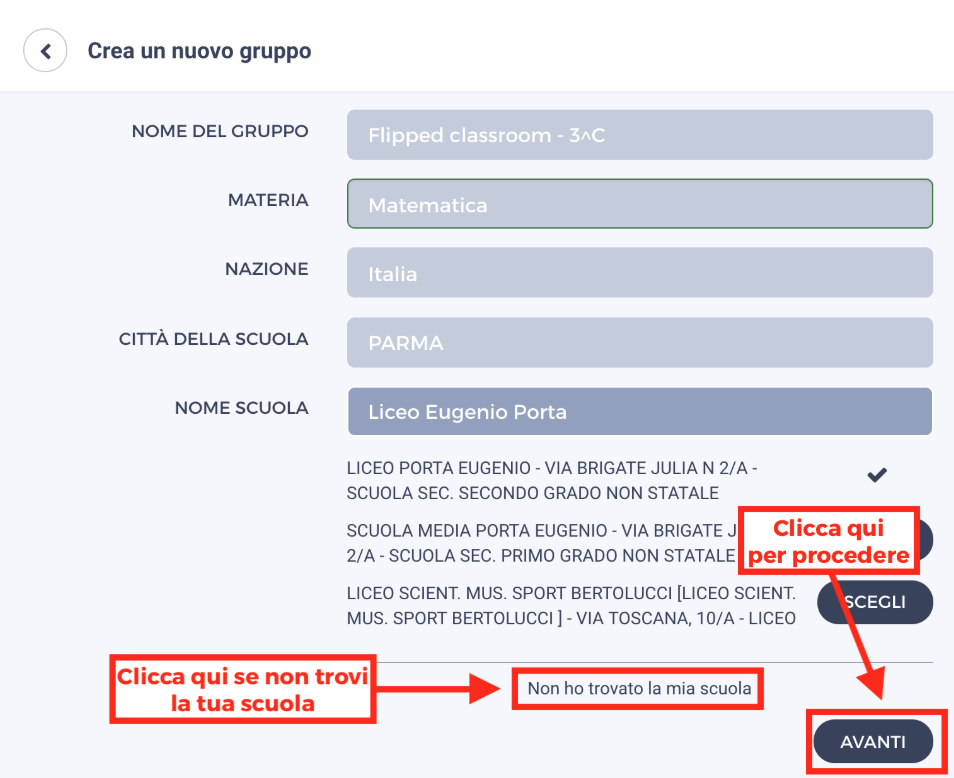 Crea un nuovo gruppo
NOME DEL GRUPPO
Flipped classroom - 3^C
MATERIA
Matematica
NAZIONE
Italia
CITTÀ DELLA SCUOLA
PARMA
NOME SCUOLA
Liceo Eugenio Porta
LICEO PORTA EUGENIO - VIA BRIGATE JULIA N 2/A -
SCUOLA SEC. SECONDO GRADO NON STATALE
SCUOLA MEDIA PORTA EUGENIO - VIA BRIGATE J
2/A - SCUOLA SEC. PRIMO GRADO NON STATALE
Clicca qui
per procedere
LICEO SCIENT. MUS. SPORT BERTOLUCCI [LICEO SCIENT.
MUS. SPORT BERTOLUCCI ] - VIA TOSCANA, 10/A - LICEO
SCEGLI
Clicca qui se non trovi
la tua scuola
Non ho trovato la mia scuola
AVANTI